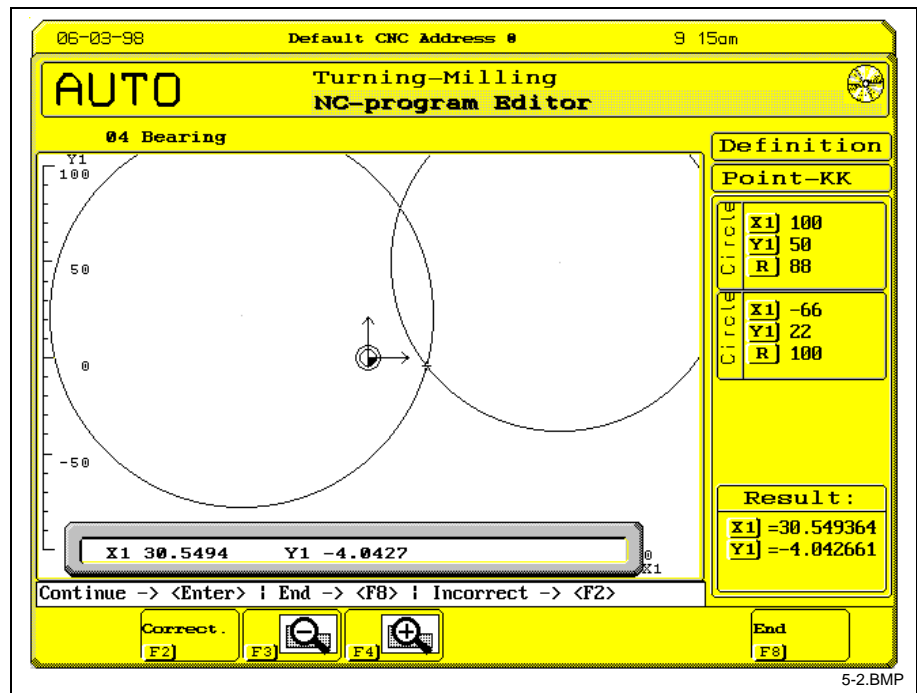 06-03-98 Default CNC Address 0 9 15am
AUTO
Turning-Milling
NC-program Editor
04 Bearing
Definition
Point-KK
Y1
100
50
0
-50
Circle
X1 100
Y1 50
R 88
Circle
X1 -66
Y1 22
R 100
Result:
X1 =30.549364
Y1 =-4.042661
X1 30.5494 Y1 -4.0427
0
X1
Continue -> <Enter> | End -> <F8> | Incorrect -> <F2>
Correct.
F2
F3
F4
End
F8
5-2.BMP